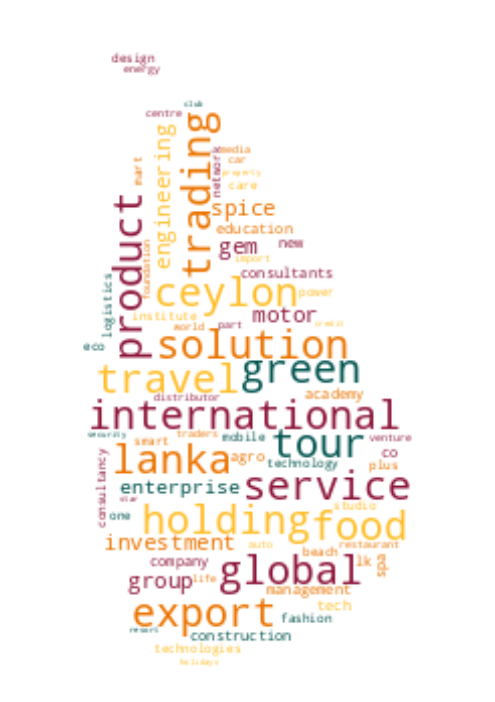 design
energy
club
centre
trading
engineering
mart
network
media
car
property
care
product
spice
education
gem
new
import
foundation
consultants
logistics
ceylon
power
institute
motor
world
part
credit
eco
solution
green
travel
academy
distributor
international
security
smart
traders
mobile
tour
venture
lanka
agro
technology
co
plus
consultancy
enterprise
service
star
one
holding
studio
food
investment
auto
beach
restaurant
company
global
lk
spa
group
life
management
export
tech
resort
fashion
construction
technologies
holidays